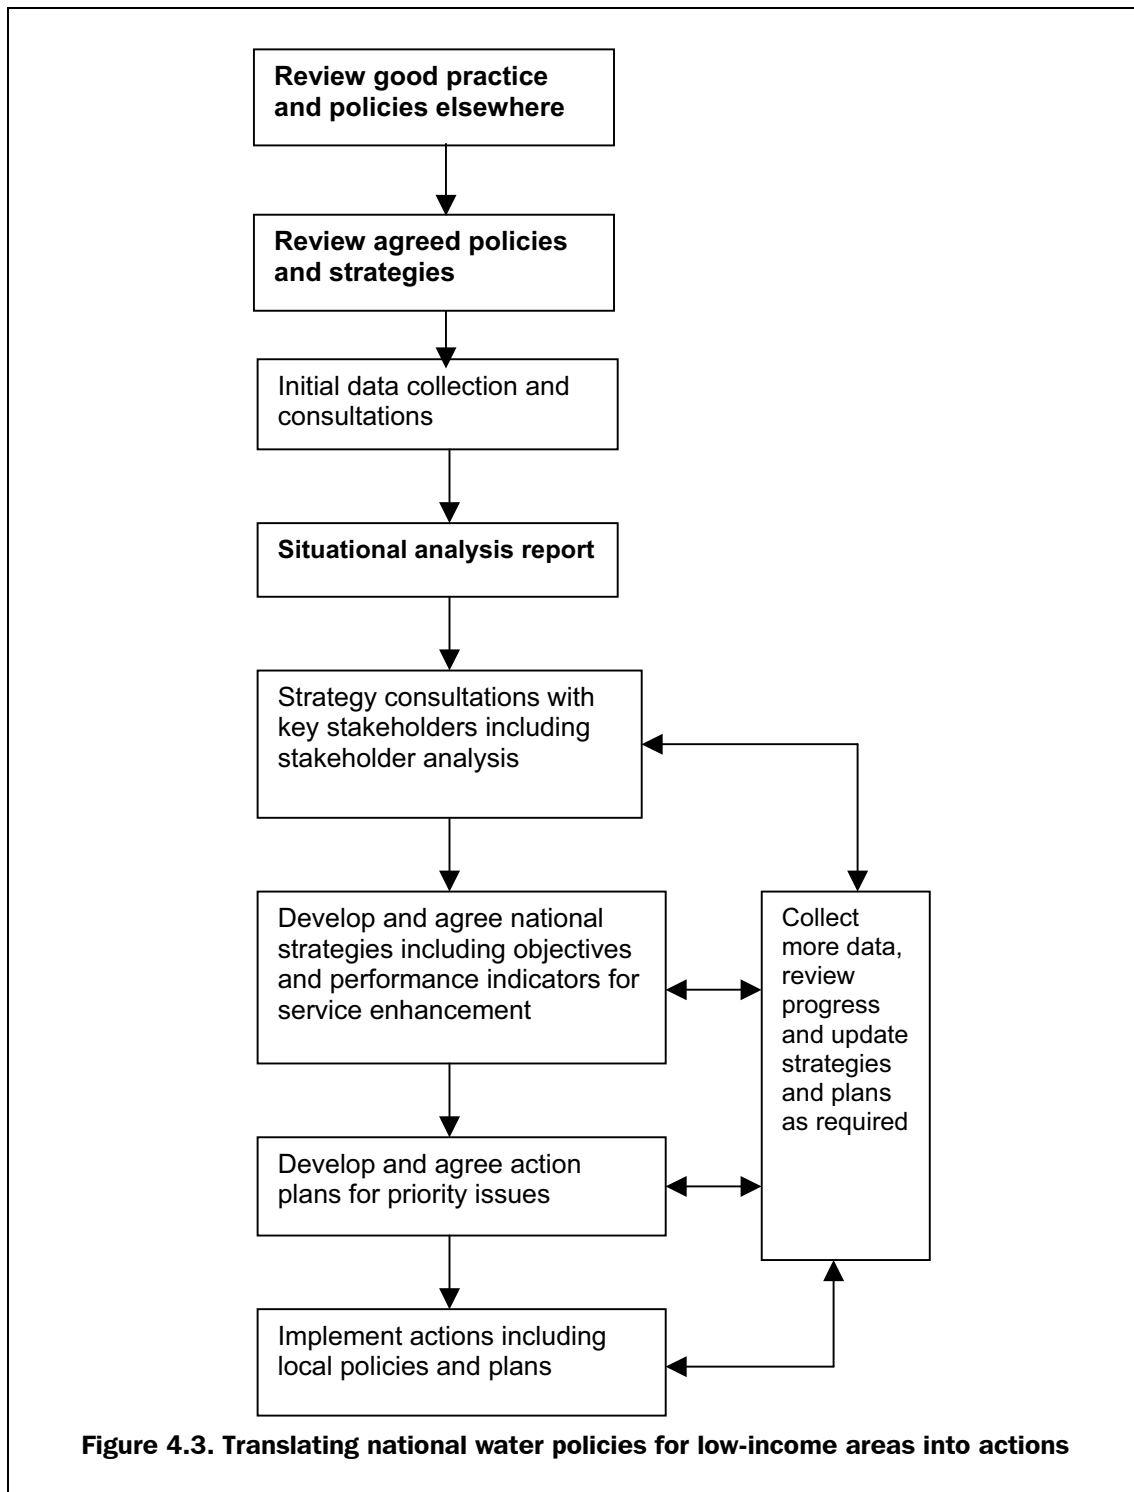 Review good practice
and policies elsewhere
Review agreed policies
and strategies
Initial data collection and
consultations
Situational analysis report
Strategy consultations with
key stakeholders including
stakeholder analysis
Develop and agree national
strategies including objectives
and performance indicators for
service enhancement
Collect
more data,
review
progress
and update
strategies
and plans
as required
Develop and agree action
plans for priority issues
Implement actions including
local policies and plans
Figure 4.3. Translating national water policies for low-income areas into actions